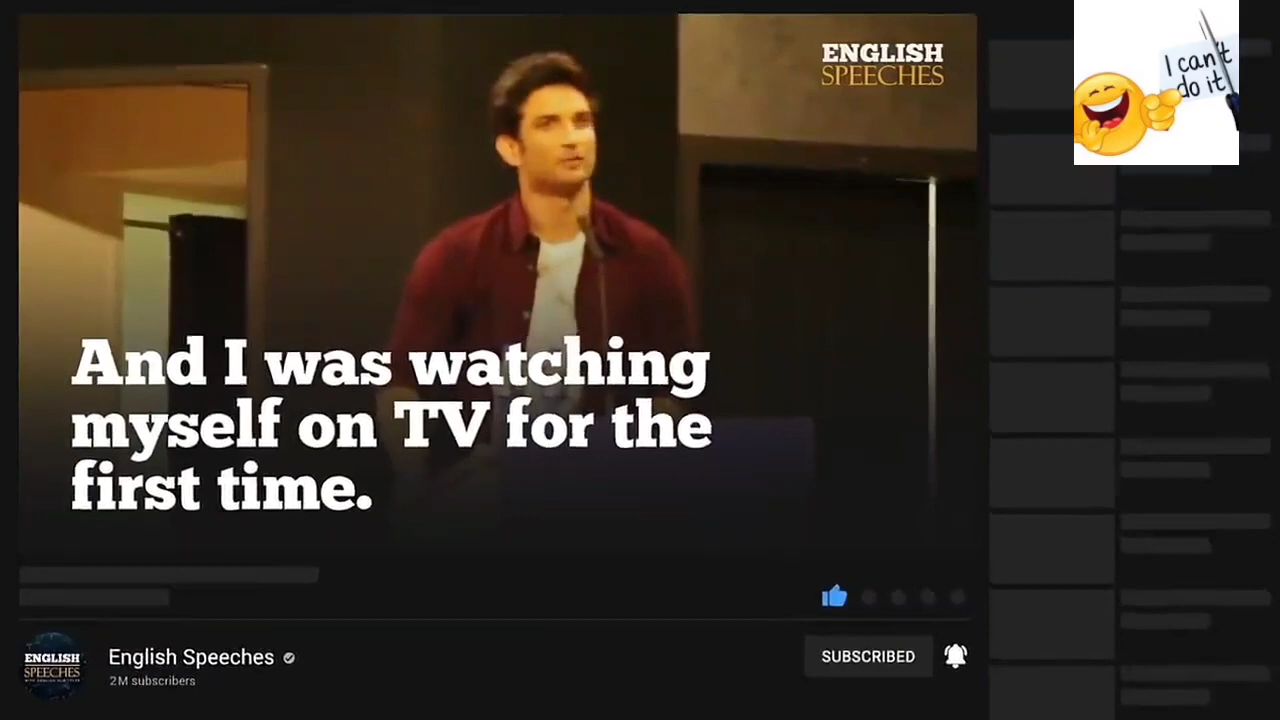 ENGLISH
SPEECHES
I can't
do it
And I was watching
myself on TV for the
first time.
ENGLISH
SPEECHES
English Speeches
2M subscribers
SUBSCRIBED